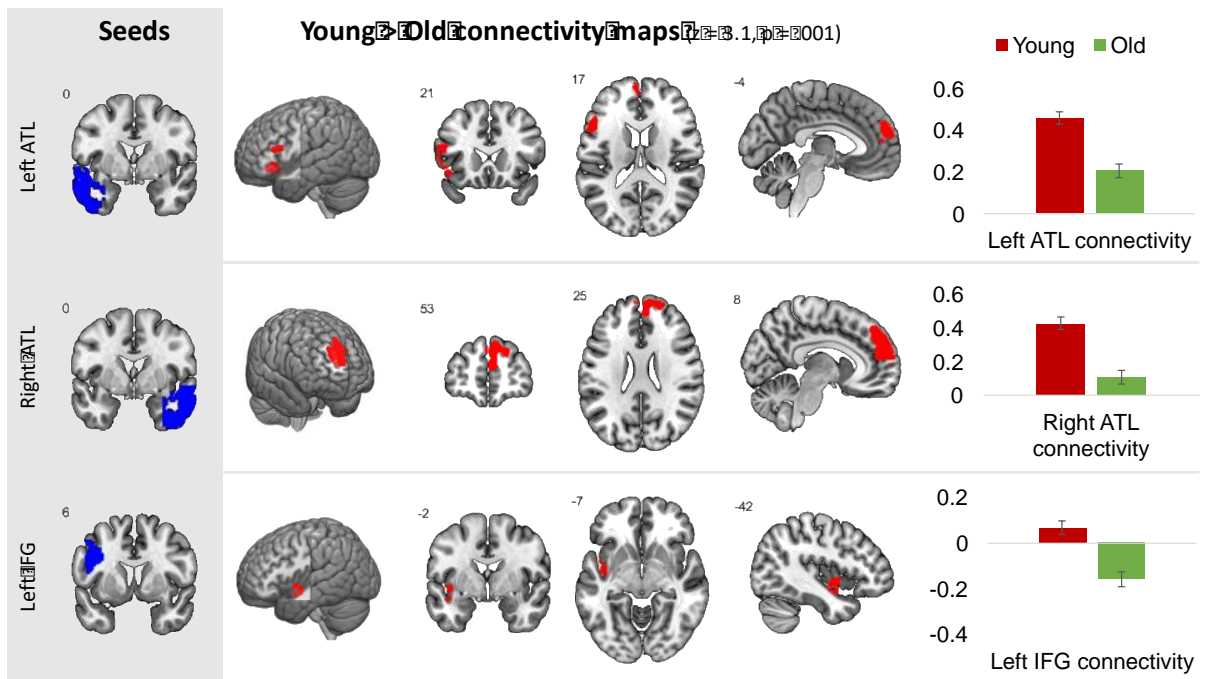 Seeds
Young > Old connectivity maps (z = 3.1, p = 001)
Young Old
Left ATL
0
21
17
-4
0.6
0.4
0.2
0
Left ATL connectivity
Right ATL
0
53
25
8
0.6
0.4
0.2
0
Right ATL
connectivity
Left IFG
6
-2
-7
-42
0.2
0
-0.2
-0.4
Left IFG connectivity